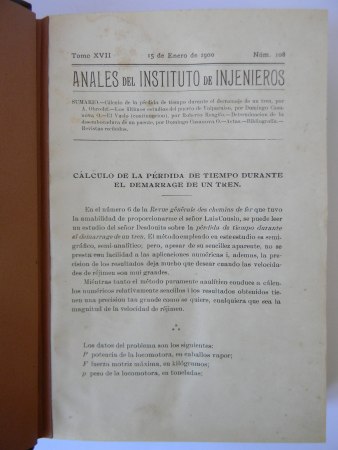 Tomo XVII 15 de Enero de 1900 Núm. 108
ANALES DEL INSTITUTO DE INJENIEROS
SUMARIO.—Cálculo de la pérdida de tiempo durante el demarraje de un tren, por
A. Obrecht.—Los últimos estudios del puerto de Valparaiso, por Domingo Casa-
nova O.—El Vuelo (continuacion), por Roberto Renjifo.—Determinacion de la
desembocadura de un puente, por Domingo Casanova O.—Actas.—Bibliografía.—
Revistas recibidas.
CÁLCULO DE LA PÉRDIDA DE TIEMPO DURANTE
EL DEMARRAGE DE UN TREN.
En el número 6 de la Revue générale des chemins de fer que tuvo
la amabilidad de proporcionarme el señor Luis Cousin, se puede leer
un estudio del señor Desdouits sobre la pérdida de tiempo durante
el demarrage de un tren. El método empleado en este estudio es semi-
gráfico, semi-analítico; pero, apesar de su sencillez aparente, no se
presta con facilidad a las aplicaciones numéricas i, ademas, la pre-
cision de los resultados deja mucho que desear cuando las velocida-
des de réjimen son mui grandes.
Miéntras tanto el método puramente analítico conduce a cálcu-
los numéricos relativamente sencillos i los resultados obtenidos tie-
nen una precision tan grande como se quiere, cualquiera que sea la
magnitud de la velocidad de réjimen.
Los datos del problema son los siguientes:
P potencia de la locomotora, en caballos vapor;
F fuerza motriz máxima, en kilógramos;
p peso de la locomotora, en toneladas;